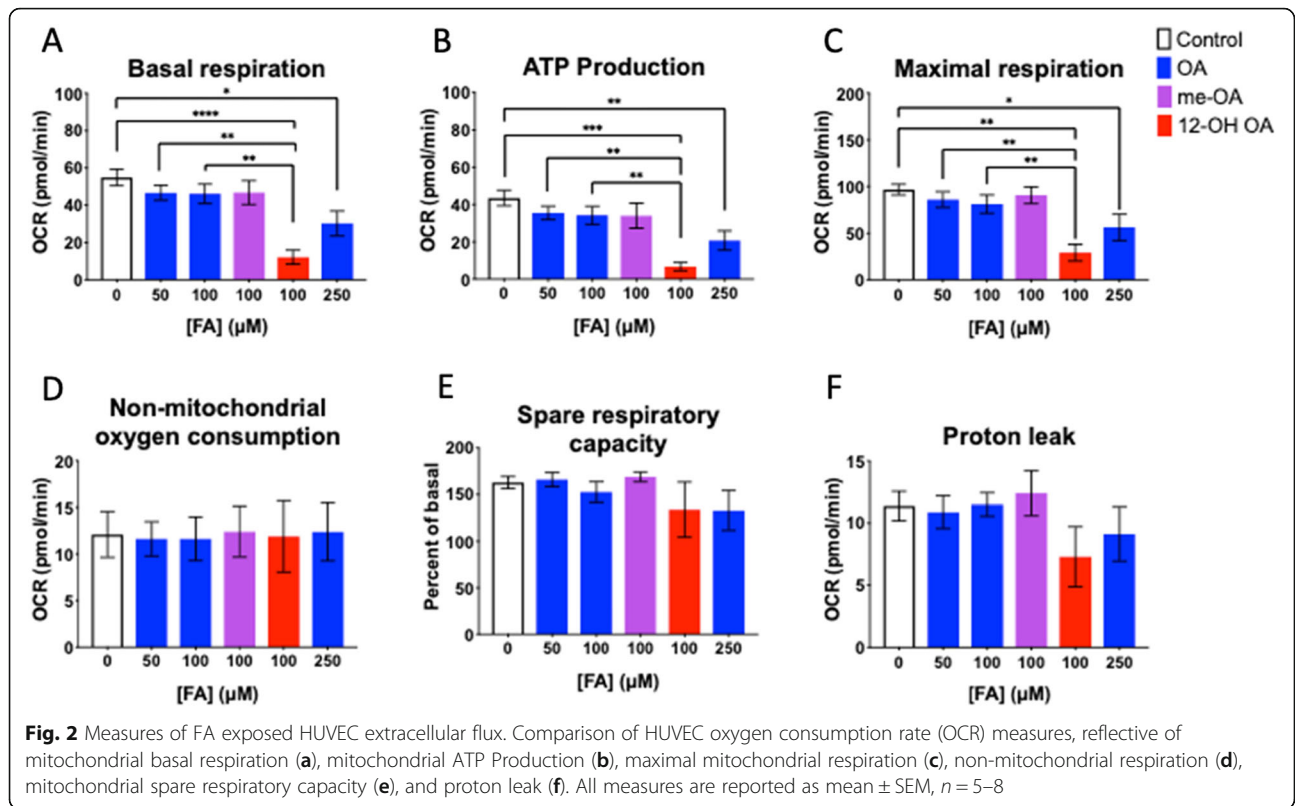 A
Basal respiration
OCR (pmol/min)
100
80
60
40
20
0
*
****
**
**
0 50 100 100 100 250
[FA] (µM)
B
ATP Production
OCR (pmol/min)
100
80
60
40
20
0
**
***
**
**
0 50 100 100 100 250
[FA] (µM)
C
Maximal respiration
OCR (pmol/min)
200
150
100
50
0
*
**
**
**
0 50 100 100 100 250
[FA] (µM)
Control
OA
me-OA
12-OH OA
D
Non-mitochondrial
oxygen consumption
OCR (pmol/min)
20
15
10
5
0
0 50 100 100 100 250
[FA] (µM)
E
Spare respiratory
capacity
Percent of basal
200
150
100
50
0
0 50 100 100 100 250
[FA] (µM)
F
Proton leak
OCR (pmol/min)
15
10
5
0
0 50 100 100 100 250
[FA] (µM)
Fig. 2 Measures of FA exposed HUVEC extracellular flux. Comparison of HUVEC oxygen consumption rate (OCR) measures, reflective of
mitochondrial basal respiration (a), mitochondrial ATP Production (b), maximal mitochondrial respiration (c), non-mitochondrial respiration (d),
mitochondrial spare respiratory capacity (e), and proton leak (f). All measures are reported as mean ± SEM, n = 5–8